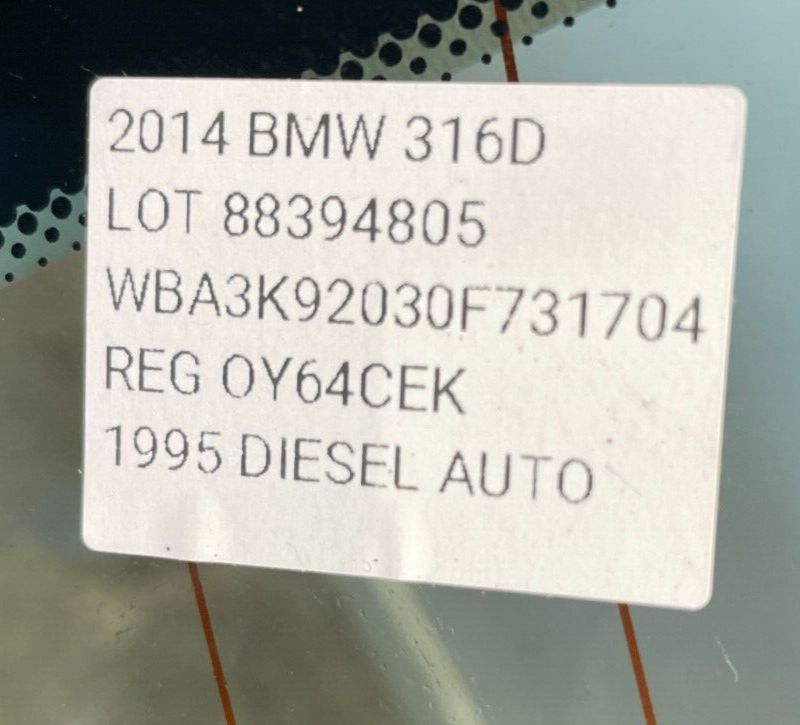 2014 BMW 316D
LOT 88394805
WBA3K92030F731704
REG OY64CEK
1995 DIESEL AUTO